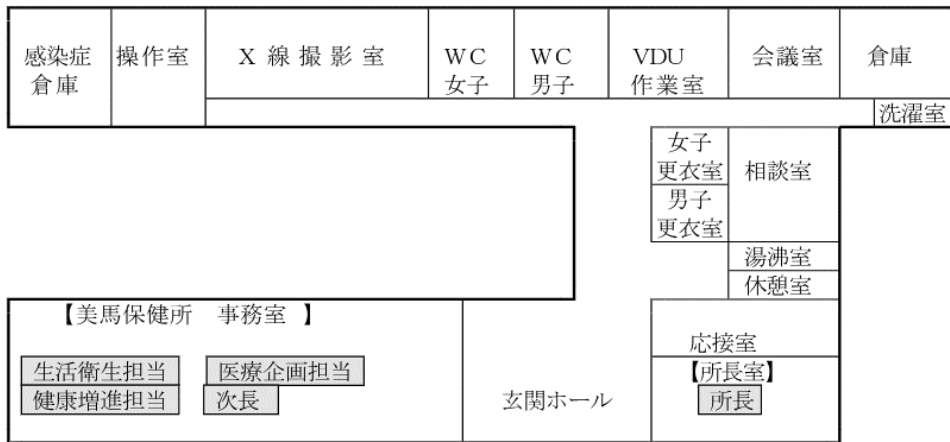 感染症 操作室 X 線 撮 影 室 WC WC VDU 会議室 倉庫
倉庫 女子 男子 作業室
洗濯室
女子
更衣室 相談室
男子
更衣室
湯沸室
休憩室
【美馬保健所 事務室 】
応接室
生活衛生担当 医療企画担当 【所長室】
健康増進担当 次長 玄関ホール 所長